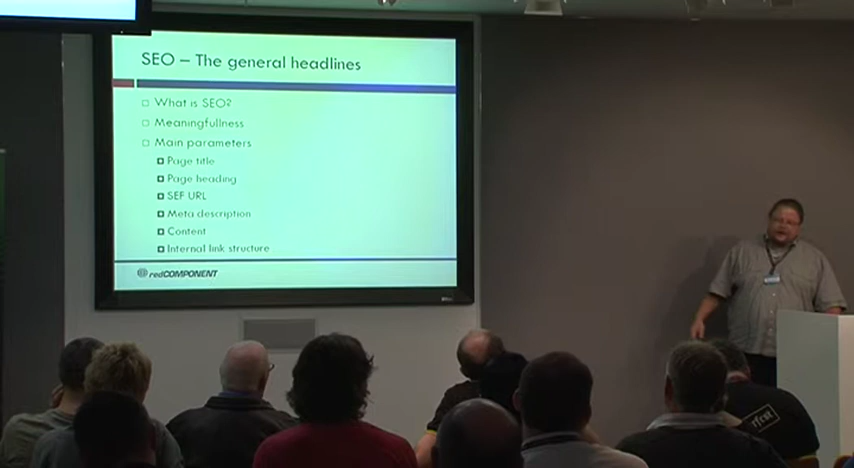 SEO – The general headlines
What is SEO?
Meaningfullness
Main parameters
Page title
Page heading
SEF URL
Meta description
Content
Internal link structure
redCOMPONENT